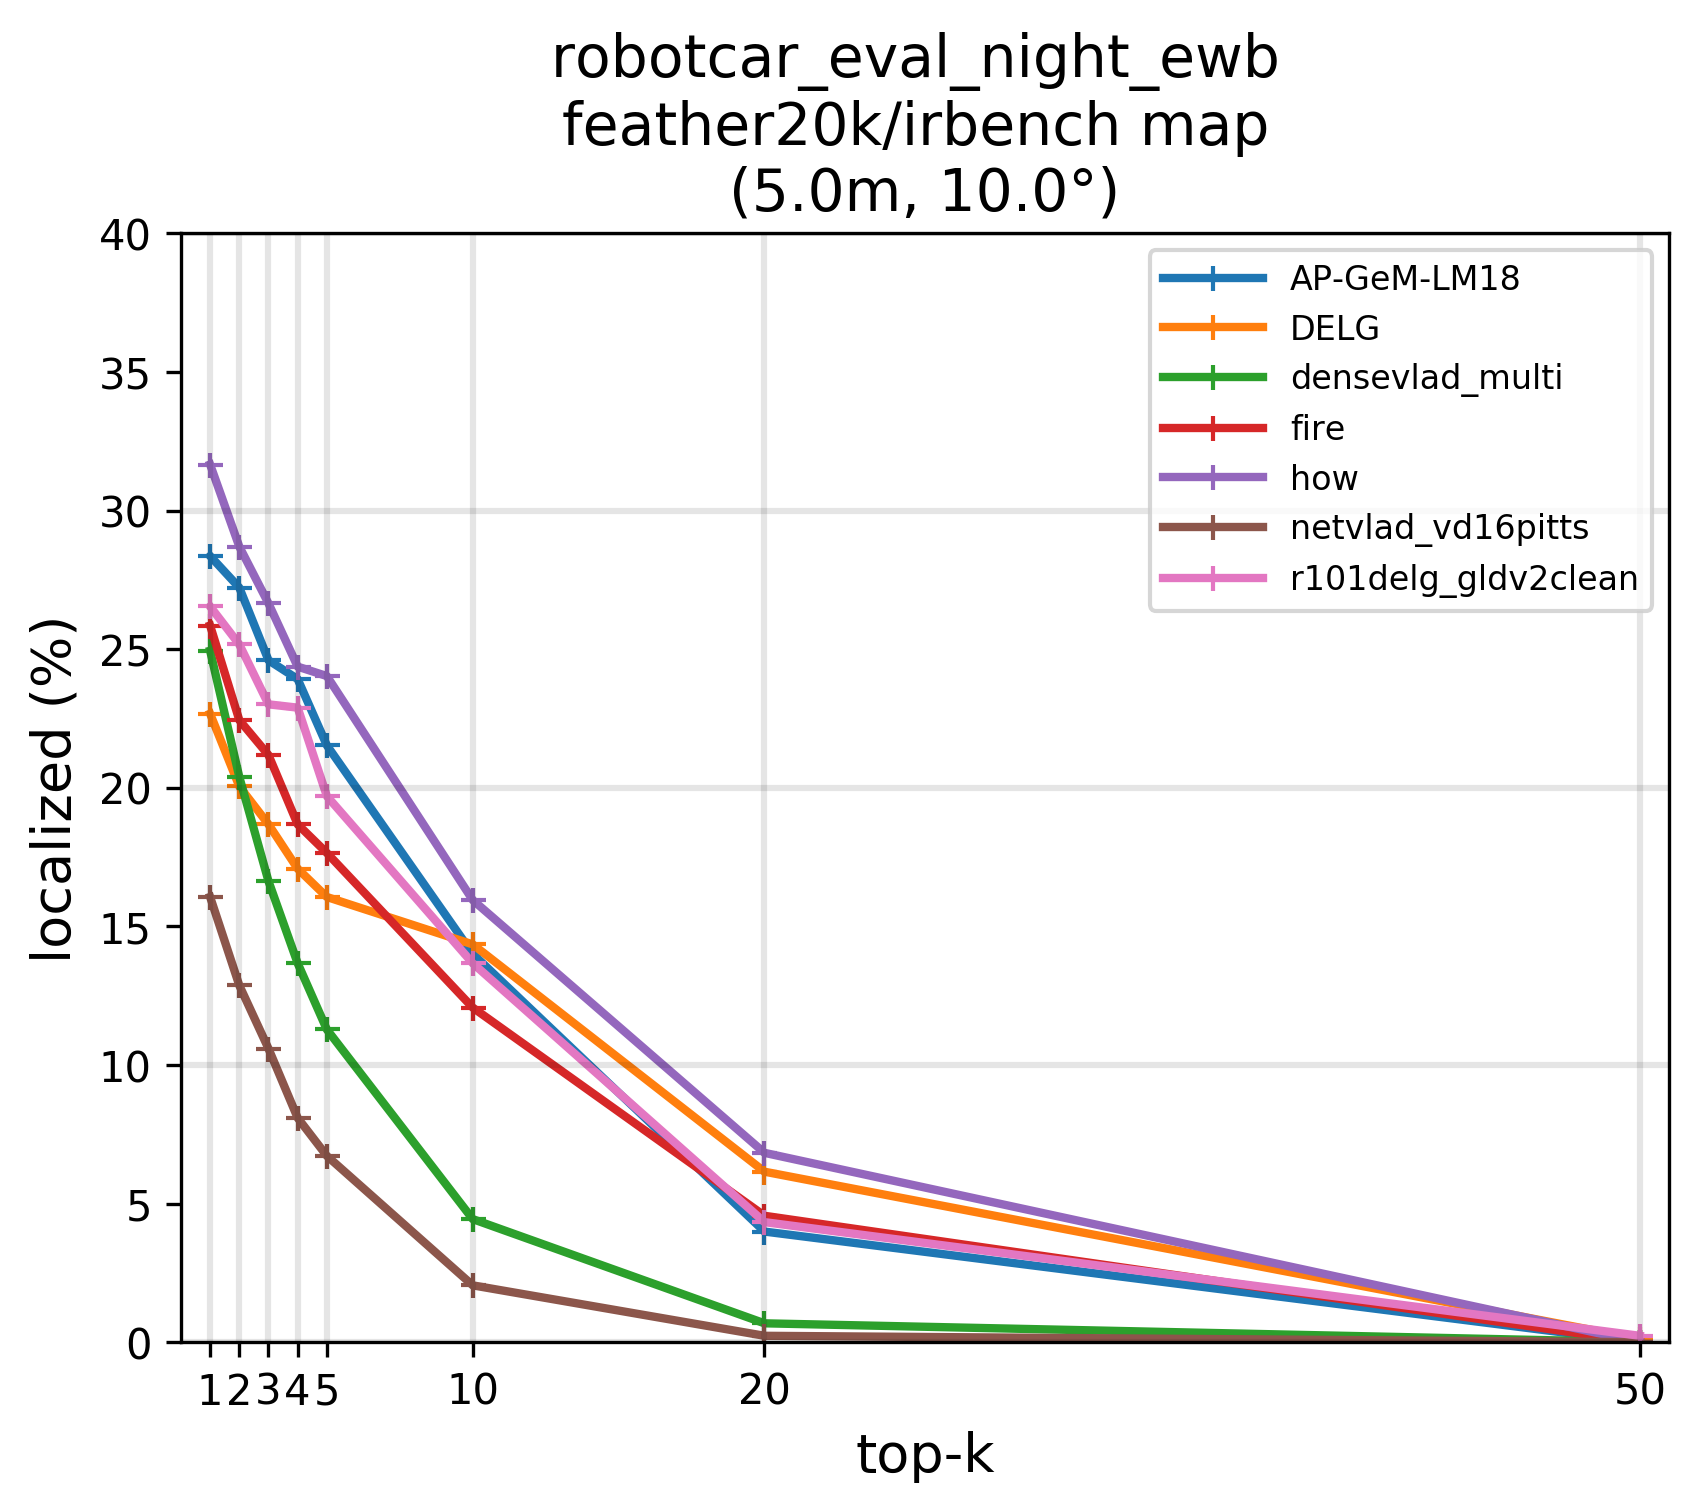 robotcar_eval_night_ewb
feather20k/irbench map
(5.0m, 10.0°)
40
35
30
25
20
15
10
5
0
localized (%)
AP-GeM-LM18
DELG
densevlad_multi
fire
how
netvlad_vd16pitts
r101delg_gldv2clean
1 2 3 4 5 10 20 50
top-k